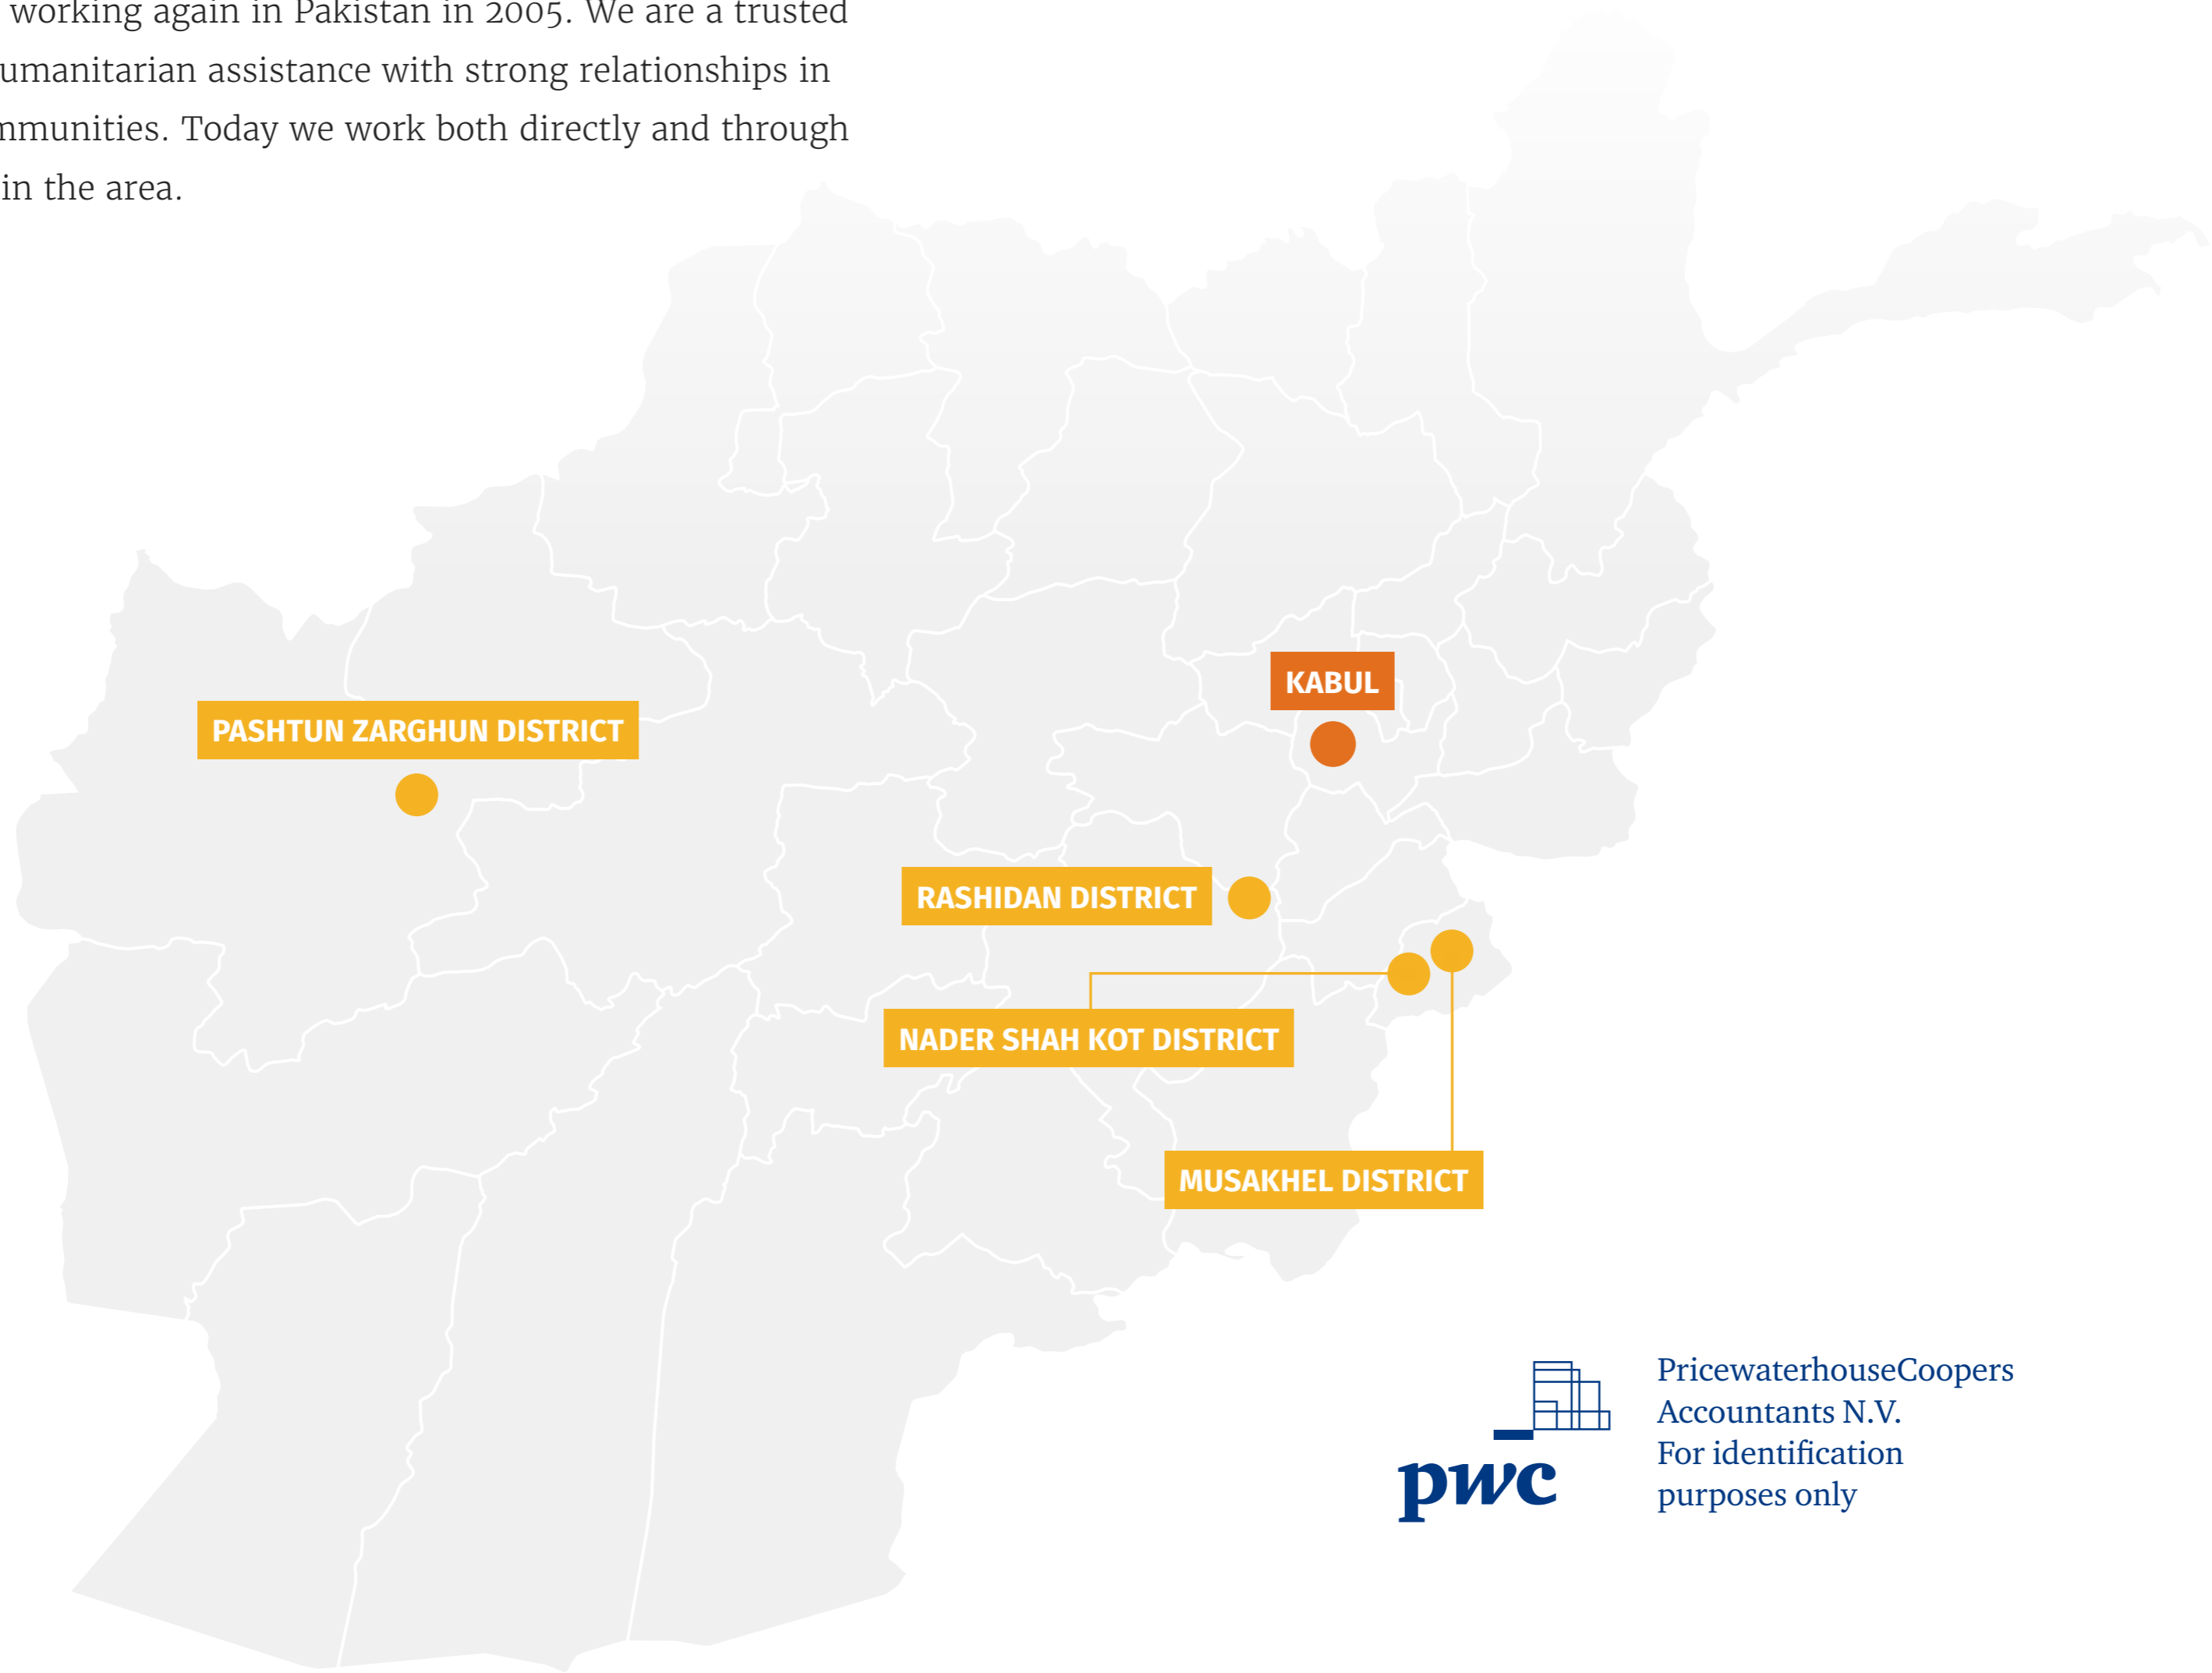 working again in Pakistan in 2005. We are a trusted
umanitarian assistance with strong relationships in
mmunities. Today we work both directly and through
in the area.
KABUL
PASHTUN ZARGHUN DISTRICT
RASHIDAN DISTRICT
NADER SHAH KOT DISTRICT
MUSAKHEL DISTRICT
pwc
PricewaterhouseCoopers
Accountants N.V.
For identification
purposes only